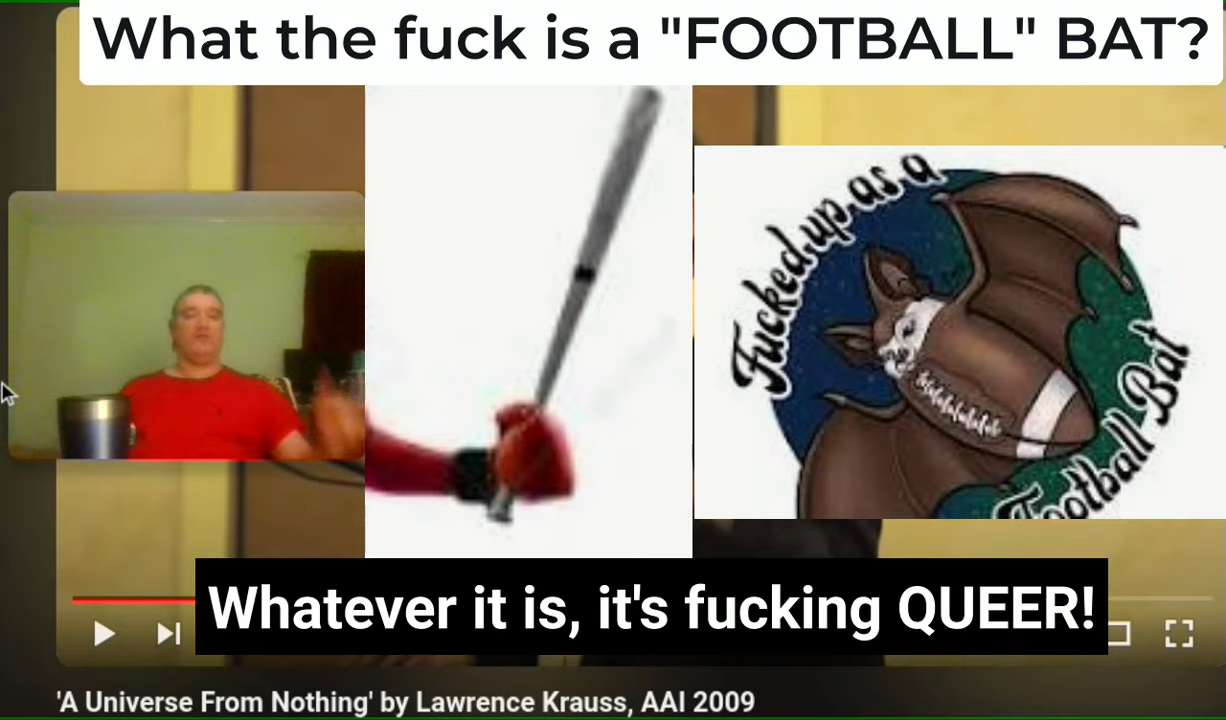 What the fuck is a "FOOTBALL" BAT?
Fucked up as a
Football Bat
Whatever it is, it's fucking QUEER!
'A Universe From Nothing' by Lawrence Krauss, AAI 2009